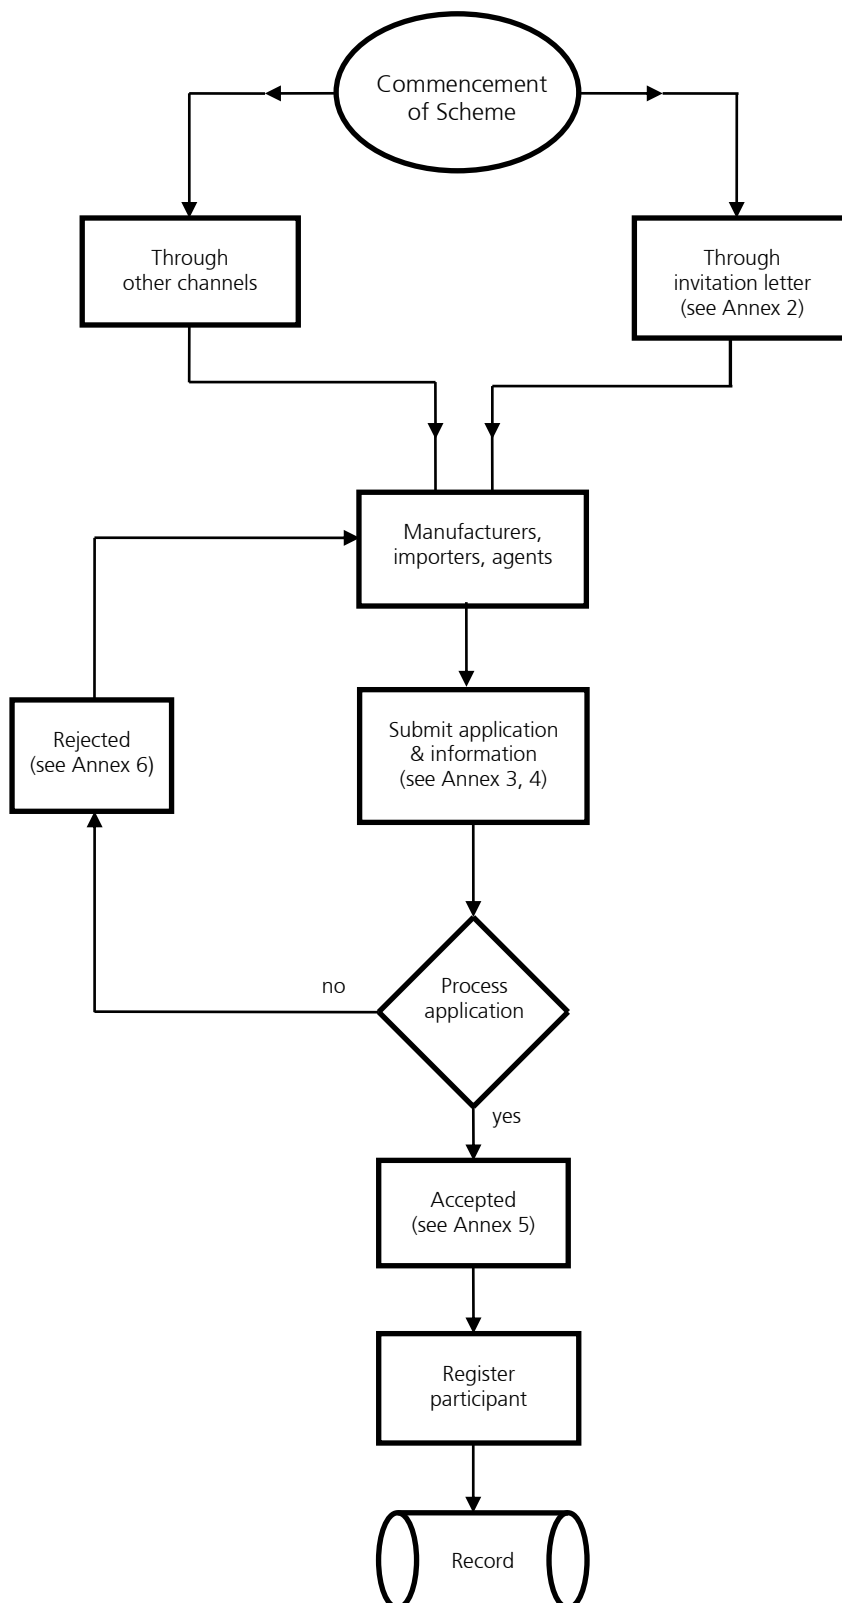 Commencement
of Scheme
Through
other channels
Through
invitation letter
(see Annex 2)
Manufacturers,
importers, agents
Rejected
(see Annex 6)
Submit application
& information
(see Annex 3, 4)
no
Process
application
yes
Accepted
(see Annex 5)
Register
participant
Record